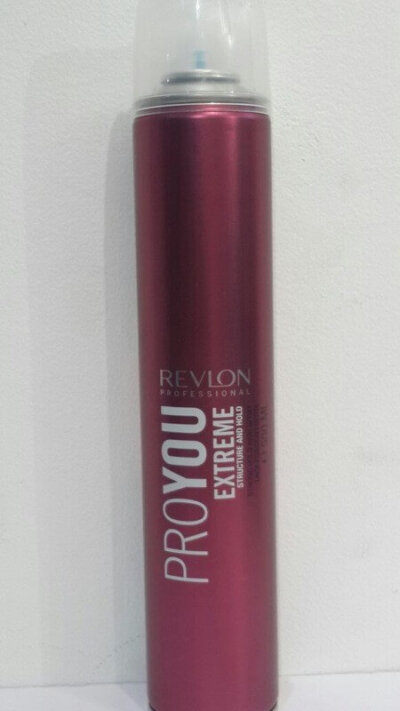 REVLON
PROFESSIONAL
PROYOU
EXTREME
STRUCTURE AND HOLD